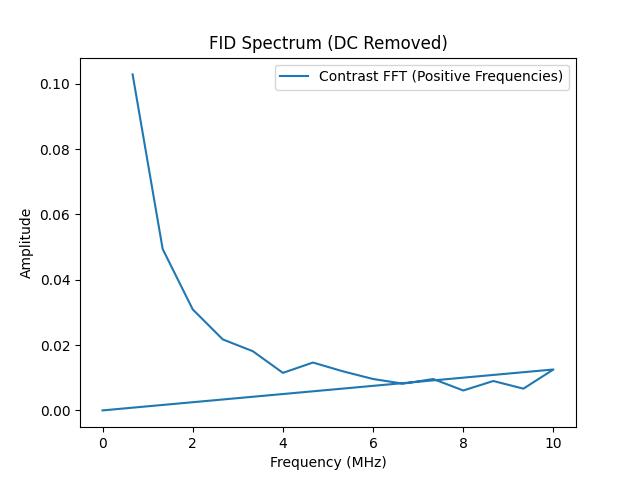 FID Spectrum (DC Removed)
Contrast FFT (Positive Frequencies)
0.10
0.08
0.06
0.04
0.02
0.00
Amplitude
0 2 4 6 8 10
Frequency (MHz)